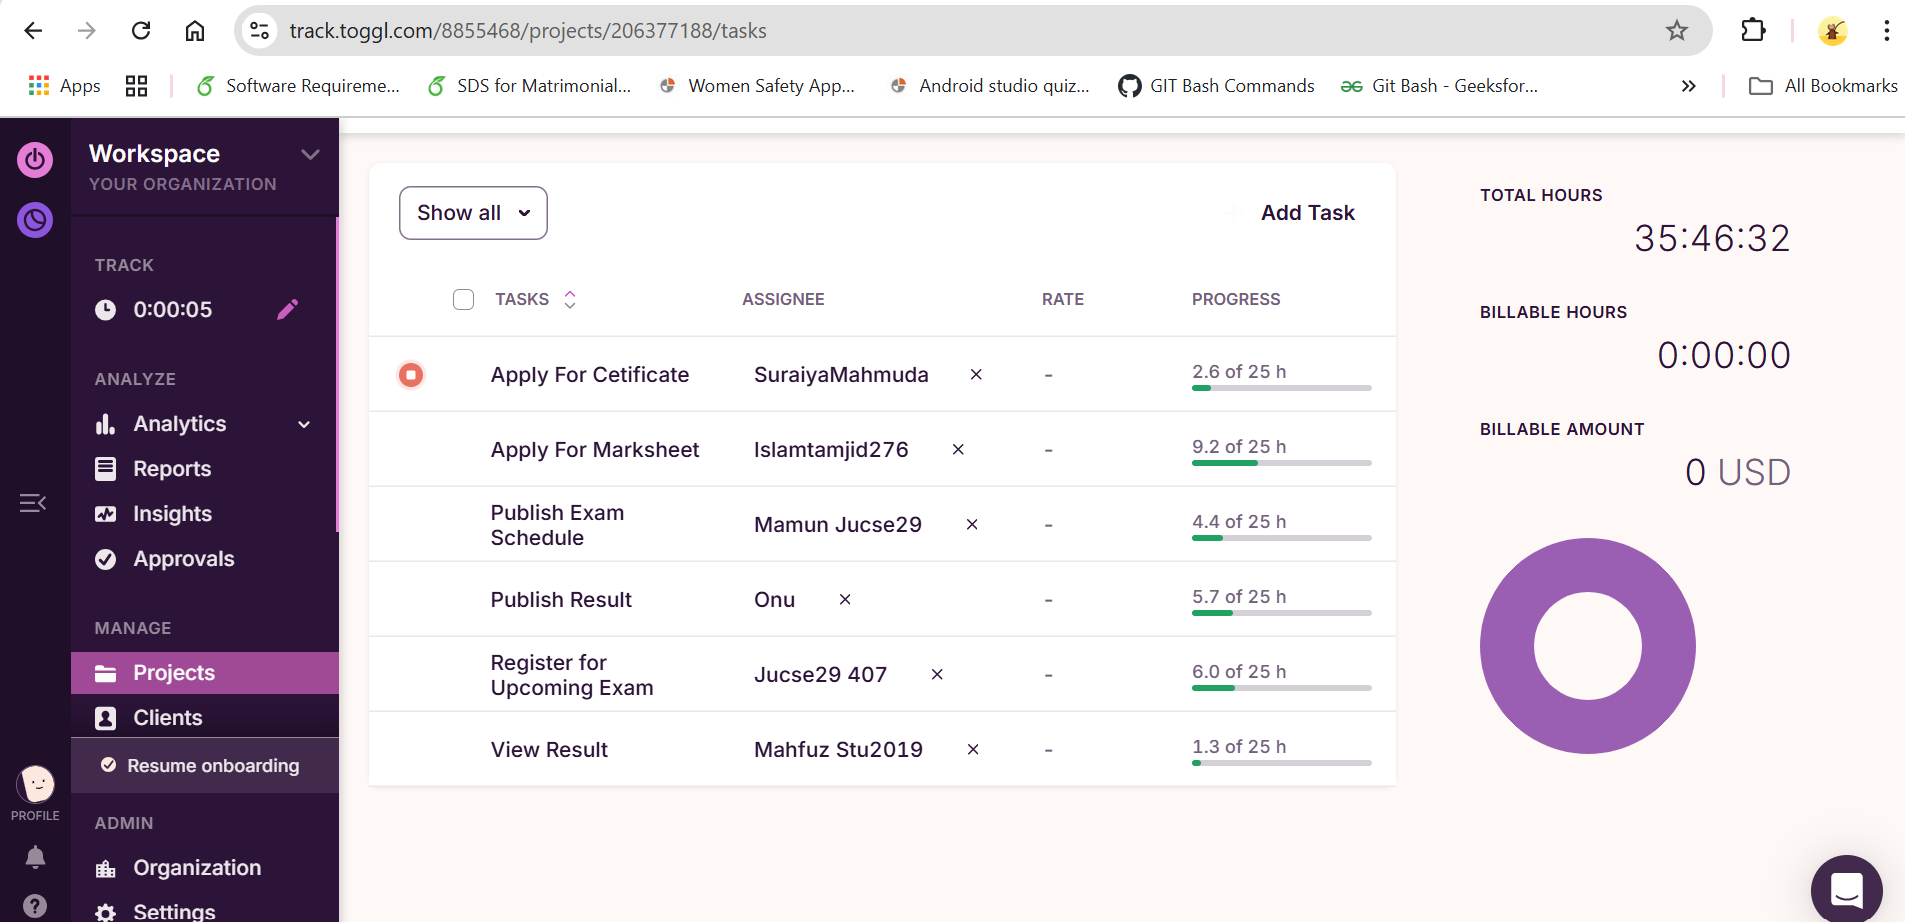 track.toggl.com/8855468/projects/206377188/tasks
Apps
Software Requireme...
SDS for Matrimonial...
Women Safety App...
Android studio quiz...
GIT Bash Commands
Git Bash - Geeksfor...
All Bookmarks
Workspace
YOUR ORGANIZATION
TRACK
0:00:05
ANALYZE
Analytics
Reports
Insights
Approvals
MANAGE
Projects
Clients
Resume onboarding
PROFILE
ADMIN
Organization
Settings
Show all
Add Task
TASKS ASSIGNEE RATE PROGRESS
Apply For Cetificate SuraiyaMahmuda × - 2.6 of 25 h
Apply For Marksheet Islamtamjid276 × - 9.2 of 25 h
Publish Exam
Schedule
Mamun Jucse29 × - 4.4 of 25 h
Publish Result Onu × - 5.7 of 25 h
Register for
Upcoming Exam
Jucse29 407 × - 6.0 of 25 h
View Result Mahfuz Stu2019 × - 1.3 of 25 h
TOTAL HOURS
35:46:32
BILLABLE HOURS
0:00:00
BILLABLE AMOUNT
0 USD